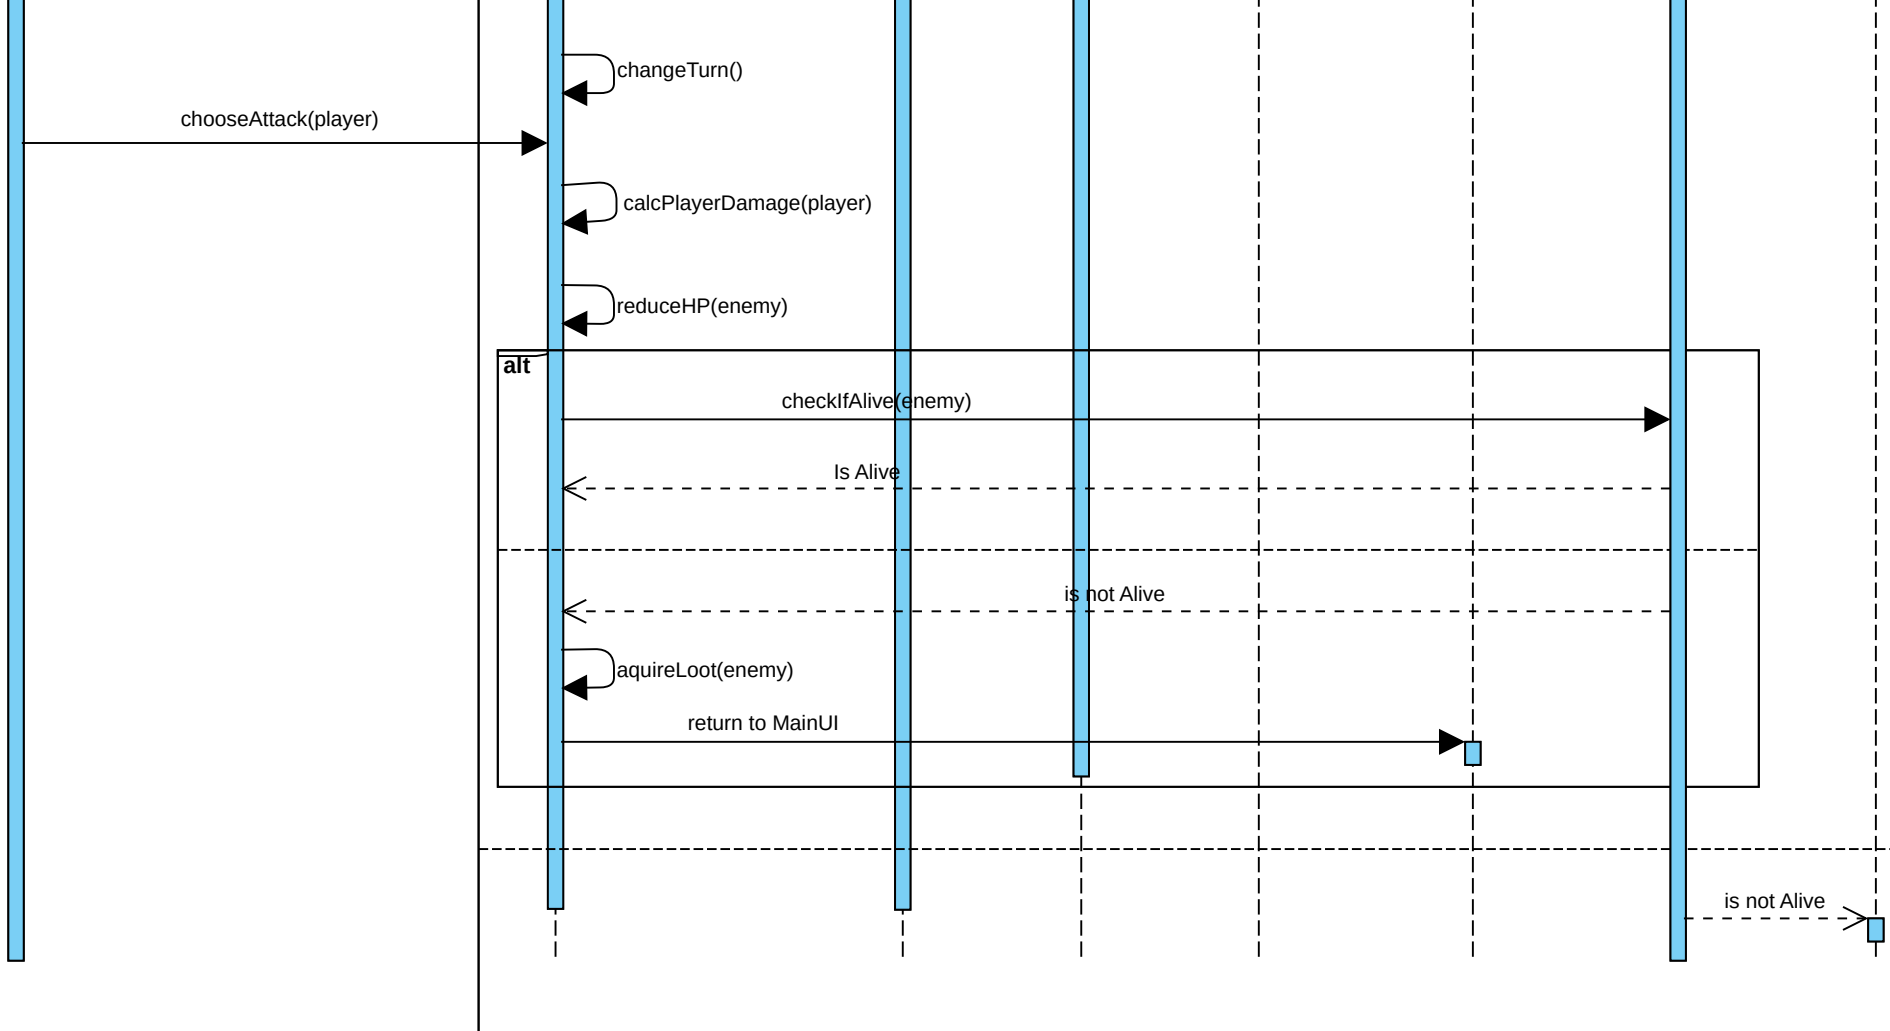 changeTurn()
chooseAttack(player)
calcPlayerDamage(player)
reduceHP(enemy)
alt
checkIfAlive(enemy)
Is Alive
is not Alive
aquireLoot(enemy)
return to MainUI
is not Alive